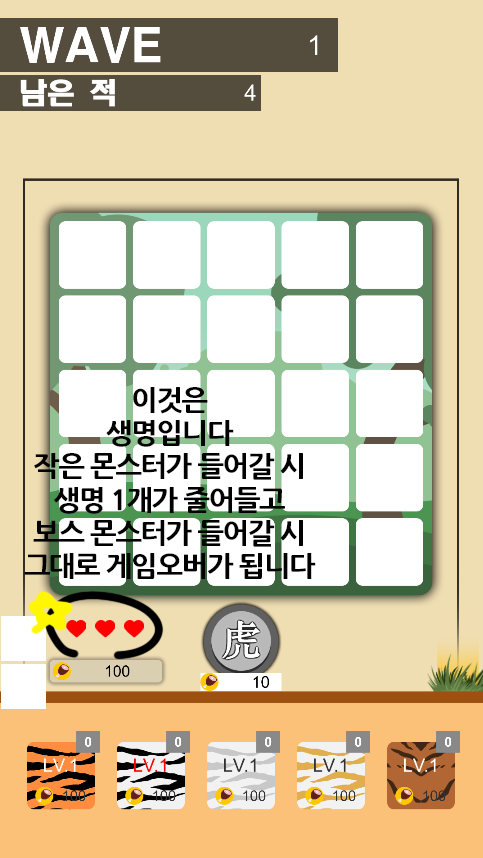 WAVE 1
남은 적 4
이것은
생명입니다
작은 몬스터가 들어갈 시
생명 1개가 줄어들고
보스 몬스터가 들어갈 시
그대로 게임오버가 됩니다
虎
100
10
0 0 0 0 0
LV.1 LV.1 LV.1 LV.1 LV.1
100 100 100 100 100